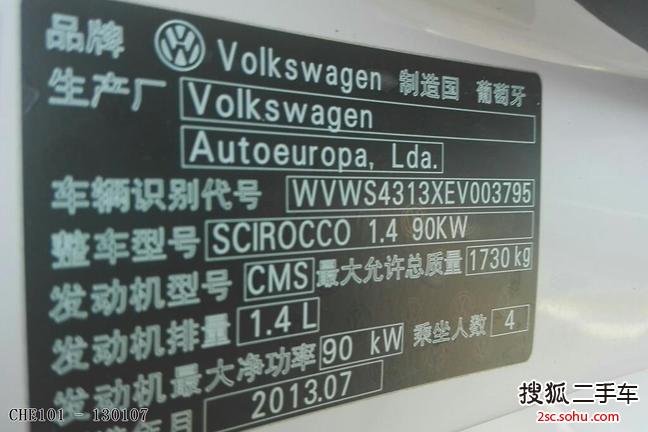 品牌 Volkswagen 制造国 葡萄牙
生产厂 Volkswagen
Autoeuropa, Lda.
车辆识别代号 WVWS4313XEV003795
整车型号 SCIROCCO 1.4 90KW
发动机型号 CMS 最大允许总质量 1730 kg
发动机排量 1.4 L
发动机最大净功率 90 kW 乘坐人数 4
2013.07
CHE101 - 130107
搜狐二手车
2sc.sohu.com